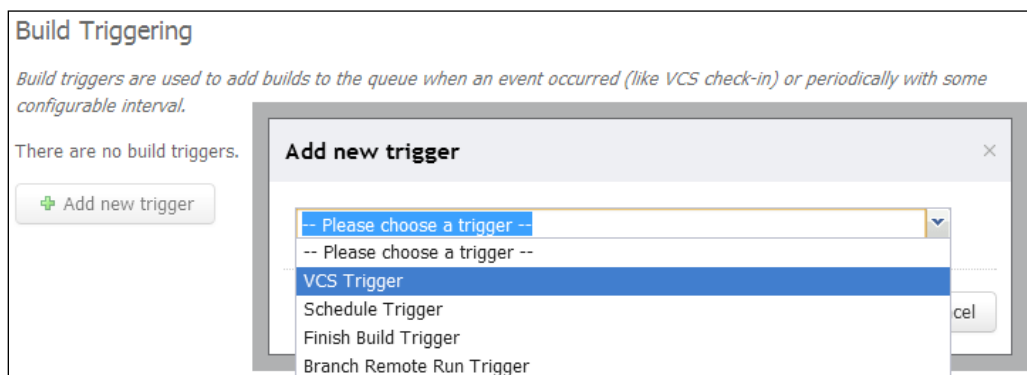 Build Triggering
Build triggers are used to add builds to the queue when an event occurred (like VCS check-in) or periodically with some
configurable interval.
There are no build triggers.
Add new trigger
Add new trigger
-- Please choose a trigger --
-- Please choose a trigger --
VCS Trigger
Schedule Trigger
cel
Finish Build Trigger
Branch Remote Run Trigger